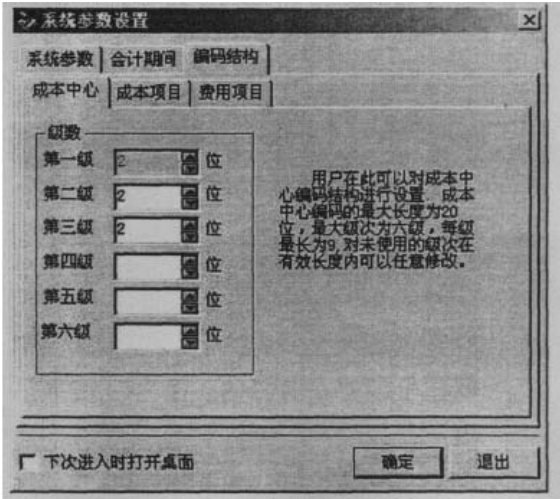 系统参数设置
系统参数 会计期间 编码结构
成本中心 成本项目 费用项目
级数
第一级 2 位
第二级 2 位
第三级 2 位
第四级 位
第五级 位
第六级 位
用户在此可以对成本中
心编码结构进行设置.成本
中心编码的最大长度为20
位，最大级次为六级，每级
最长为9,对未使用的级次在
有效长度内可以任意修改。
下次进入时打开桌面
确定 退出